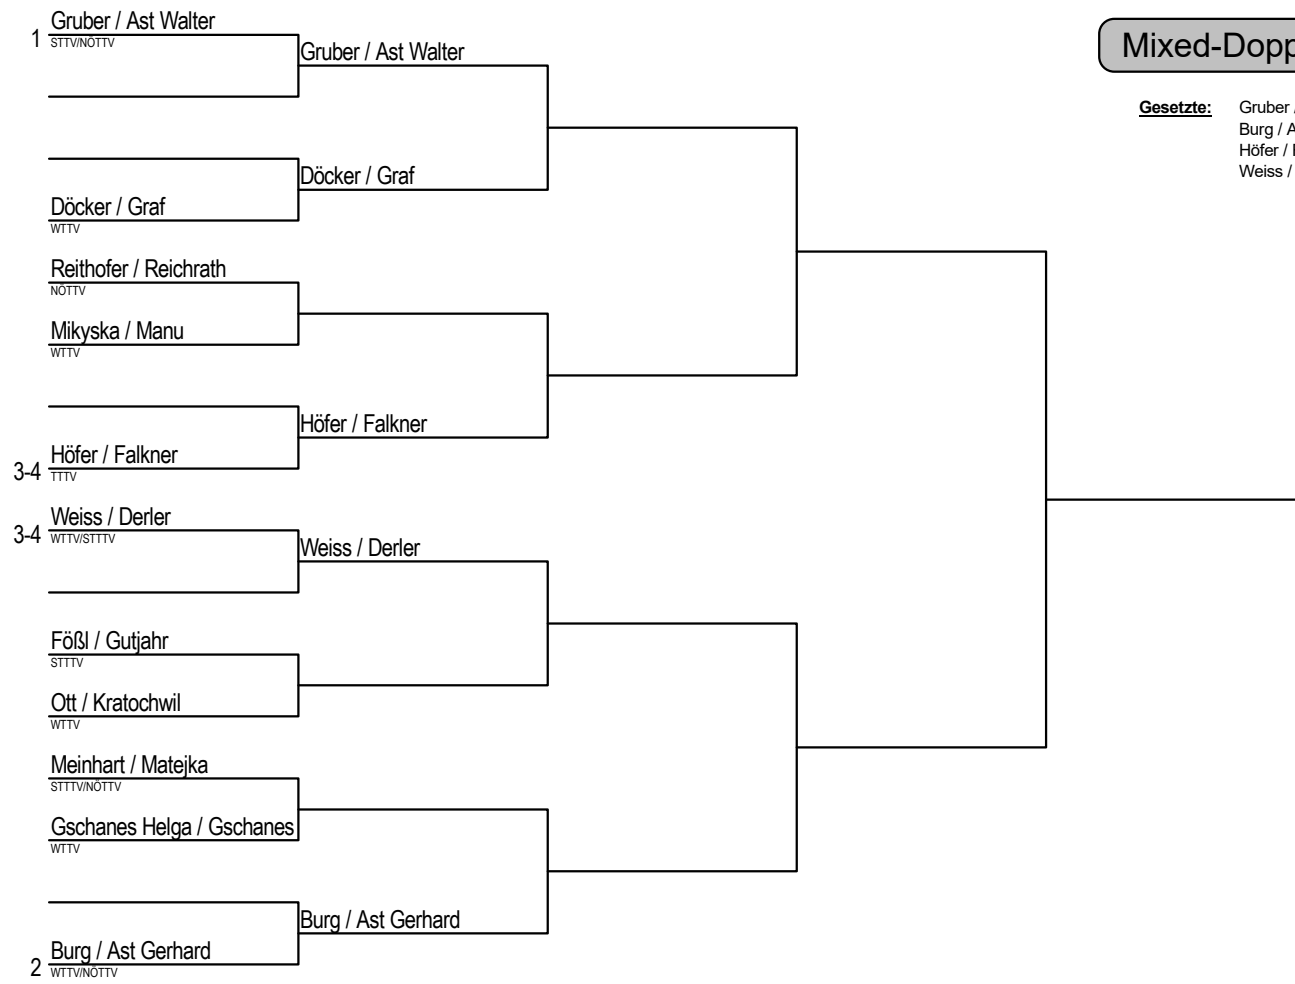 Gruber / Ast Walter
1 STTV/NÖTTV
Gruber / Ast Walter
Döcker / Graf
Döcker / Graf
WTTV
Reithofer / Reichrath
NÖTTV
Mikyska / Manu
WTTV
Höfer / Falkner
Höfer / Falkner
3-4 TTTV
Weiss / Derler
3-4 WTTV/STTTV
Weiss / Derler
Fößl / Gutjahr
STTTV
Ott / Kratochwil
WTTV
Meinhart / Matejka
STTTV/NÖTTV
Gschanes Helga / Gschanes
WTTV
Burg / Ast Gerhard
Burg / Ast Gerhard
2 WTTV/NÖTTV
Mixed-Dopp
Gesetzte: Gruber /
Burg / A
Höfer /
Weiss /